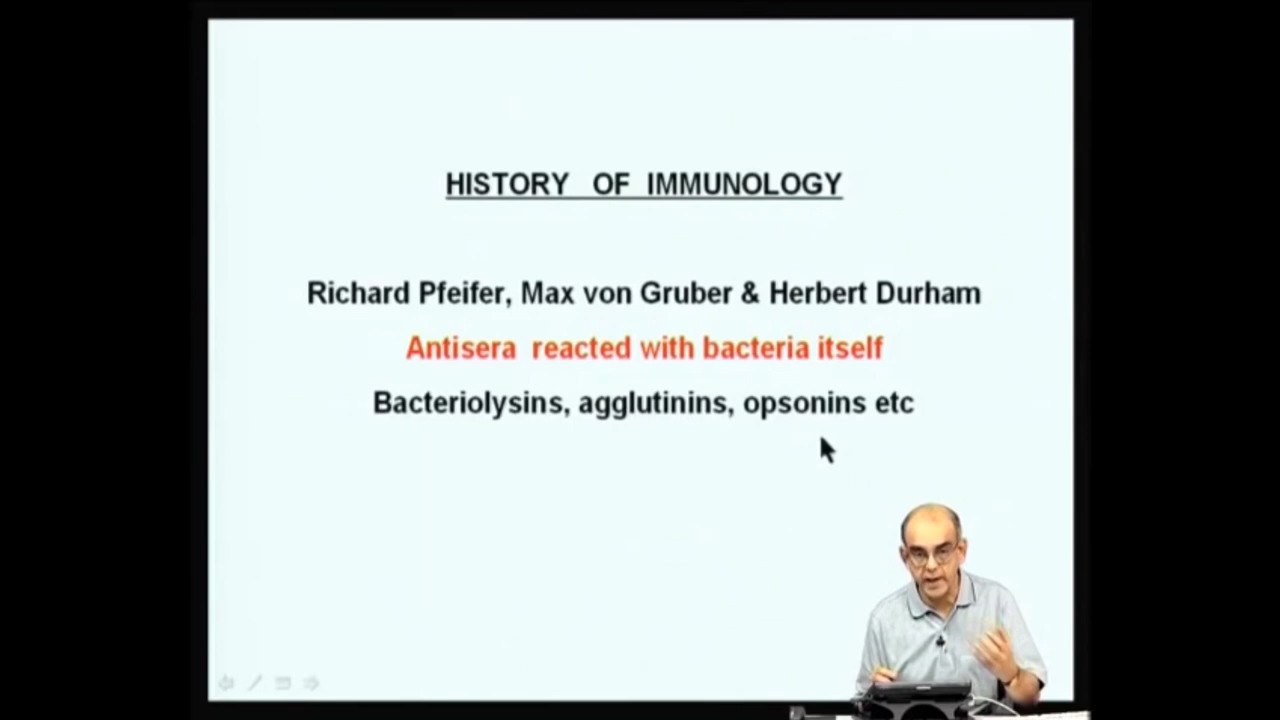 HISTORY OF IMMUNOLOGY
Richard Pfeifer, Max von Gruber & Herbert Durham
Antisera reacted with bacteria itself
Bacteriolysins, agglutinins, opsonins etc